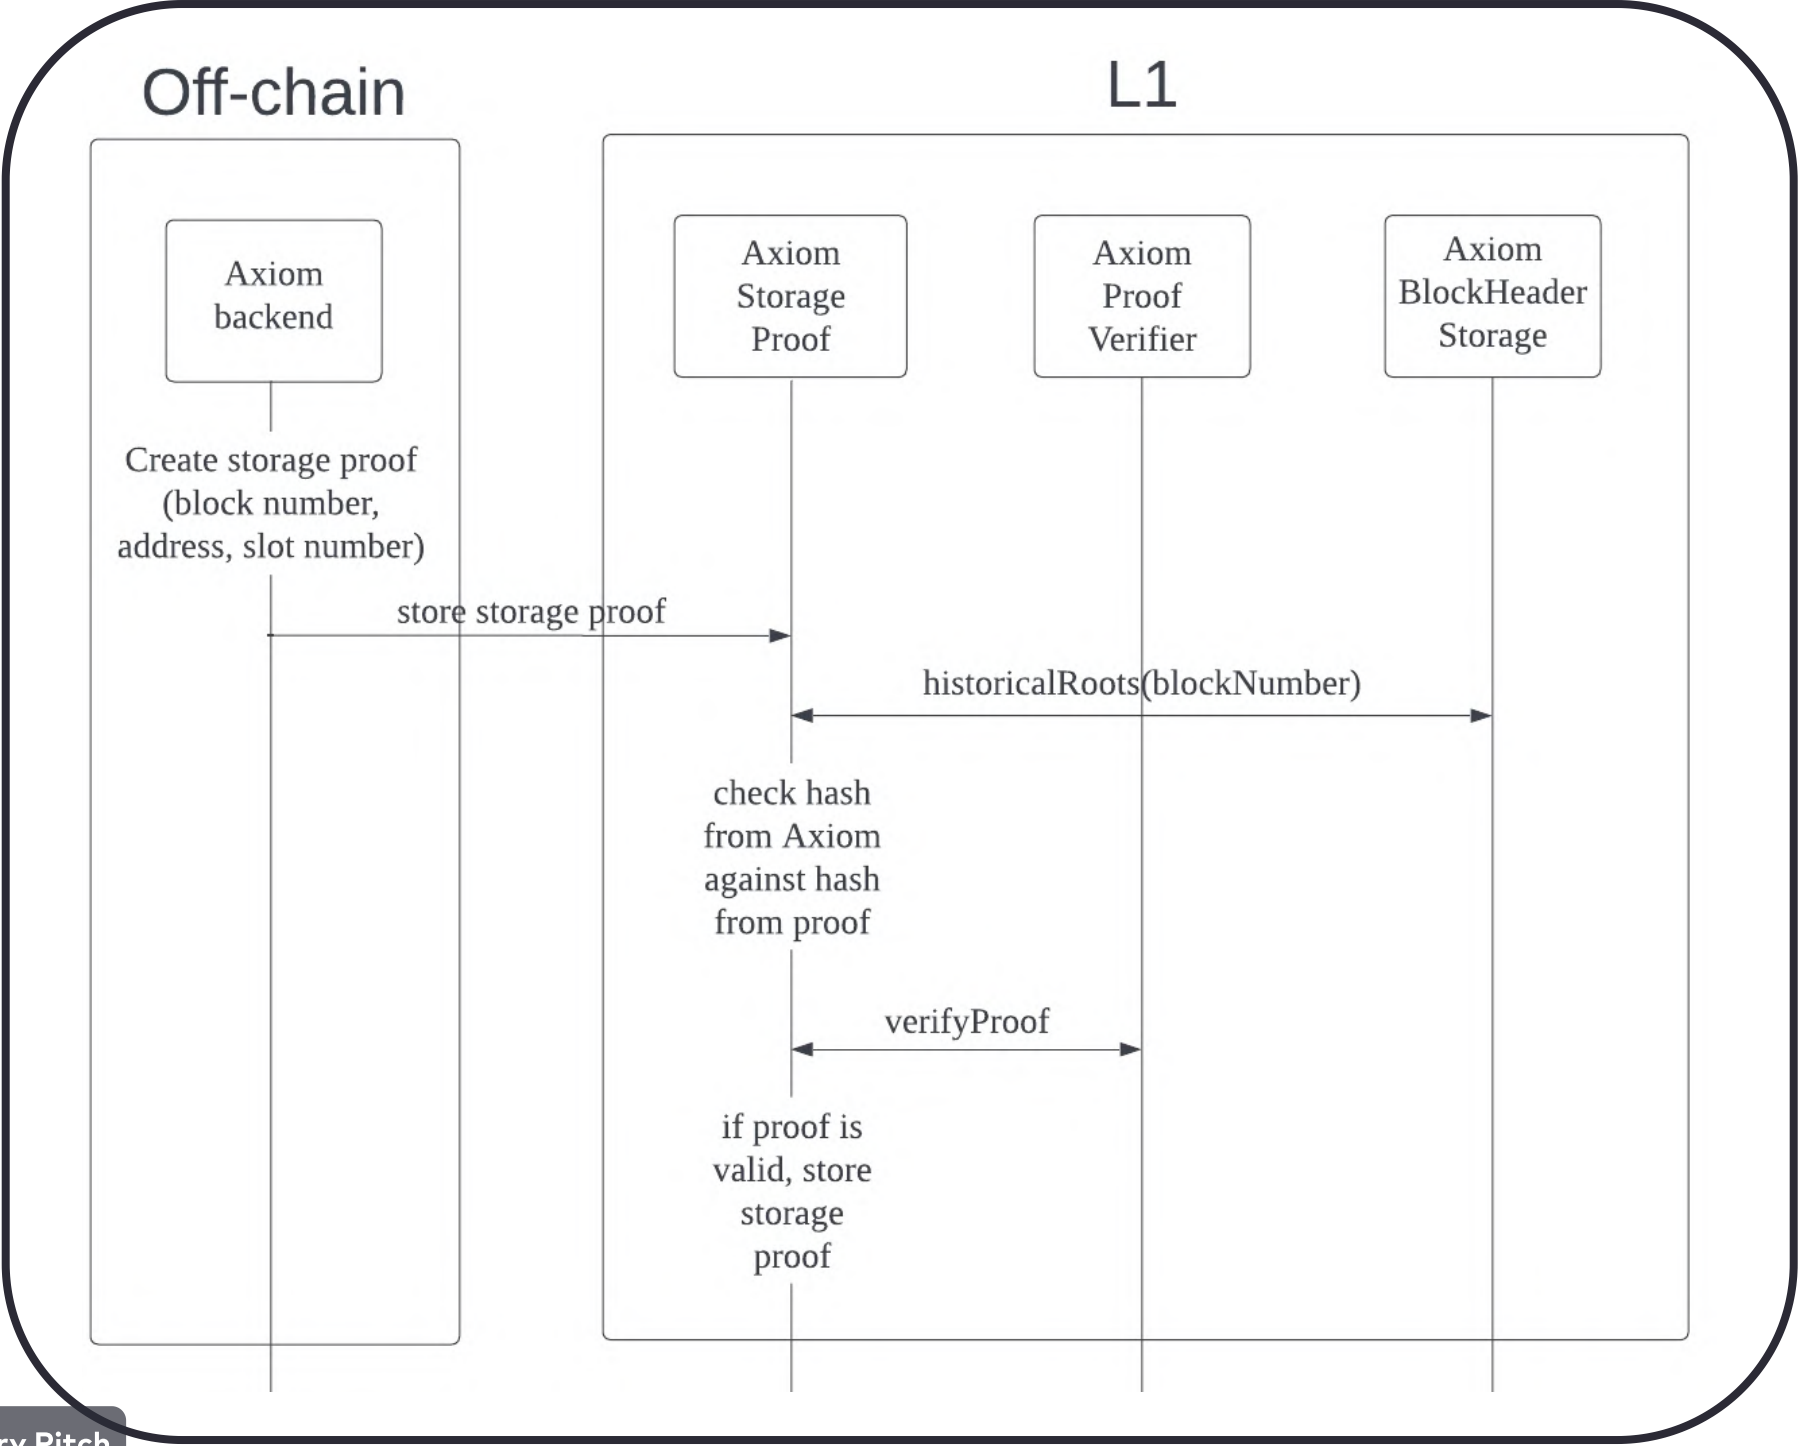 Off-chain
L1
Axiom
backend
Axiom
Storage
Proof
Axiom
Proof
Verifier
Axiom
BlockHeader
Storage
Create storage proof
(block number,
address, slot number)
store storage proof
historicalRoots(blockNumber)
check hash
from Axiom
against hash
from proof
verifyProof
if proof is
valid, store
storage
proof
Pitch